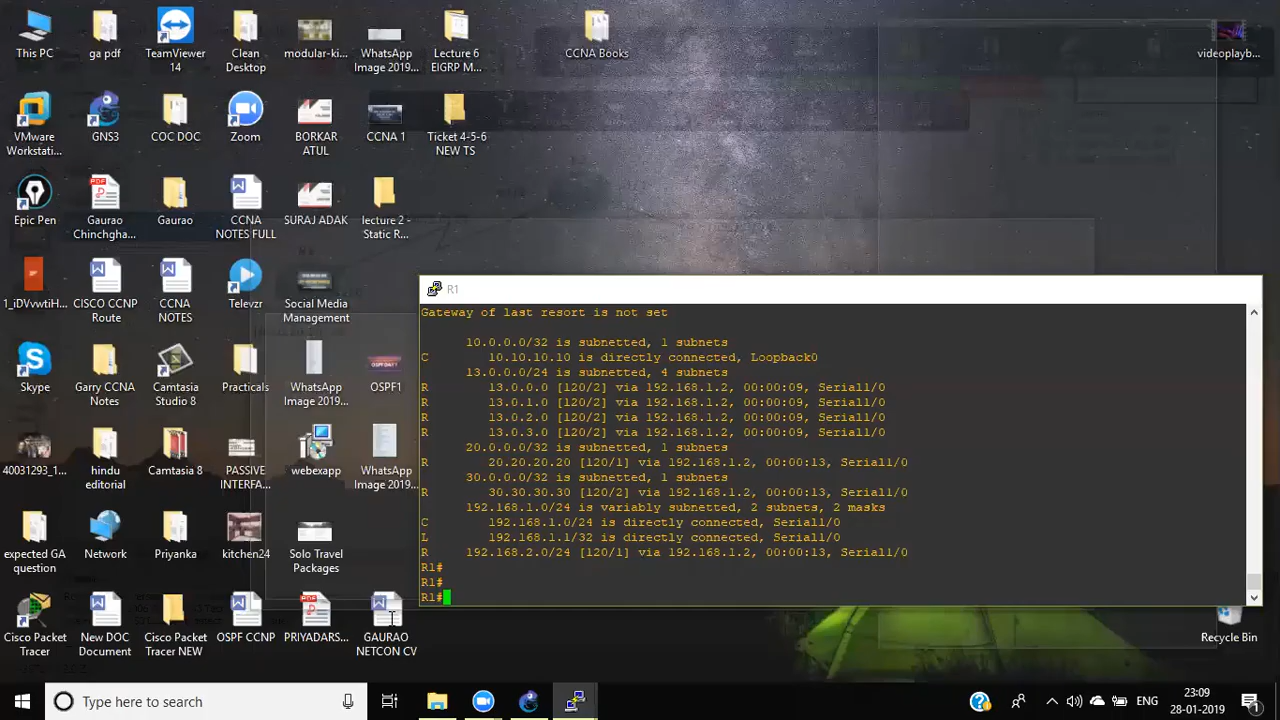 This PC
ga pdf
TeamViewer
14
Clean
Desktop
modular-ki...
WhatsApp
Image 2019...
Lecture 6
EIGRP M...
CCNA Books
videoplayb...
VMware
Workstati...
GNS3
COC DOC
Zoom
BORKAR
ATUL
CCNA 1
Ticket 4-5-6
NEW TS
Epic Pen
Gaurao
Chinchgha...
Gaurao
CCNA
NOTES FULL
SURAJ ADAK
lecture 2 -
Static R...
1_iDVvwtiH...
CISCO CCNP
Route
CCNA
NOTES
Televzr
Social Media
Management
Skype
Garry CCNA
Notes
Camtasia
Studio 8
Practicals
WhatsApp
Image 2019...
OSPF1
40031293_1...
hindu
editorial
Camtasia 8
PASSIVE
INTERFA...
webexapp
WhatsApp
Image 2019...
expected GA
question
Network
Priyanka
kitchen24
Solo Travel
Packages
Cisco Packet
Tracer
New DOC
Document
Cisco Packet
Tracer NEW
OSPF CCNP
PRIYADARS...
GAURAO
NETCON CV
Recycle Bin
R1
Gateway of last resort is not set
10.0.0.0/32 is subnetted, 1 subnets
C 10.10.10.10 is directly connected, Loopback0
13.0.0.0/24 is subnetted, 4 subnets
R 13.0.0.0 [120/2] via 192.168.1.2, 00:00:09, Serial1/0
R 13.0.1.0 [120/2] via 192.168.1.2, 00:00:09, Serial1/0
R 13.0.2.0 [120/2] via 192.168.1.2, 00:00:09, Serial1/0
R 13.0.3.0 [120/2] via 192.168.1.2, 00:00:09, Serial1/0
20.0.0.0/32 is subnetted, 1 subnets
R 20.20.20.20 [120/1] via 192.168.1.2, 00:00:13, Serial1/0
30.0.0.0/32 is subnetted, 1 subnets
R 30.30.30.30 [120/2] via 192.168.1.2, 00:00:13, Serial1/0
192.168.1.0/24 is variably subnetted, 2 subnets, 2 masks
C 192.168.1.0/24 is directly connected, Serial1/0
L 192.168.1.1/32 is directly connected, Serial1/0
R 192.168.2.0/24 [120/1] via 192.168.1.2, 00:00:13, Serial1/0
R1#
R1#
R1#
Type here to search
ENG
23:09
28-01-2019